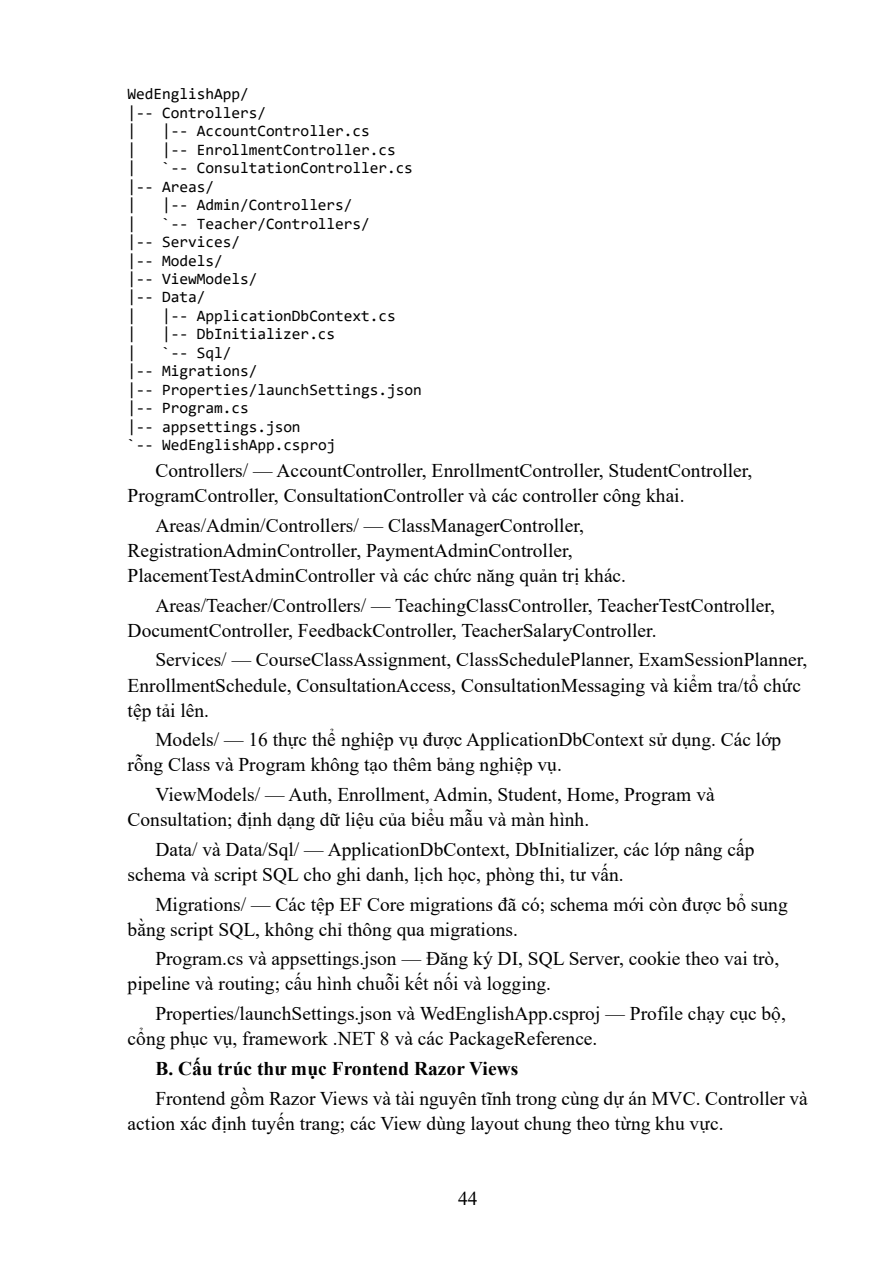 WedEnglishApp/
|-- Controllers/
|   |-- AccountController.cs
|   |-- EnrollmentController.cs
|   `-- ConsultationController.cs
|-- Areas/
|   |-- Admin/Controllers/
|   `-- Teacher/Controllers/
|-- Services/
|-- Models/
|-- ViewModels/
|-- Data/
|   |-- ApplicationDbContext.cs
|   |-- DbInitializer.cs
|   `-- Sql/
|-- Migrations/
|-- Properties/launchSettings.json
|-- Program.cs
|-- appsettings.json
`-- WedEnglishApp.csproj
Controllers/ — AccountController, EnrollmentController, StudentController,
ProgramController, ConsultationController và các controller công khai.
Areas/Admin/Controllers/ — ClassManagerController,
RegistrationAdminController, PaymentAdminController,
PlacementTestAdminController và các chức năng quản trị khác.
Areas/Teacher/Controllers/ — TeachingClassController, TeacherTestController,
DocumentController, FeedbackController, TeacherSalaryController.
Services/ — CourseClassAssignment, ClassSchedulePlanner, ExamSessionPlanner,
EnrollmentSchedule, ConsultationAccess, ConsultationMessaging và kiểm tra/tổ chức
tệp tải lên.
Models/ — 16 thực thể nghiệp vụ được ApplicationDbContext sử dụng. Các lớp
rỗng Class và Program không tạo thêm bảng nghiệp vụ.
ViewModels/ — Auth, Enrollment, Admin, Student, Home, Program và
Consultation; định dạng dữ liệu của biểu mẫu và màn hình.
Data/ và Data/Sql/ — ApplicationDbContext, DbInitializer, các lớp nâng cấp
schema và script SQL cho ghi danh, lịch học, phòng thi, tư vấn.
Migrations/ — Các tệp EF Core migrations đã có; schema mới còn được bổ sung
bằng script SQL, không chỉ thông qua migrations.
Program.cs và appsettings.json — Đăng ký DI, SQL Server, cookie theo vai trò,
pipeline và routing; cấu hình chuỗi kết nối và logging.
Properties/launchSettings.json và WedEnglishApp.csproj — Profile chạy cục bộ,
cổng phục vụ, framework .NET 8 và các PackageReference.
B. Cấu trúc thư mục Frontend Razor Views
Frontend gồm Razor Views và tài nguyên tĩnh trong cùng dự án MVC. Controller và
action xác định tuyến trang; các View dùng layout chung theo từng khu vực.
44